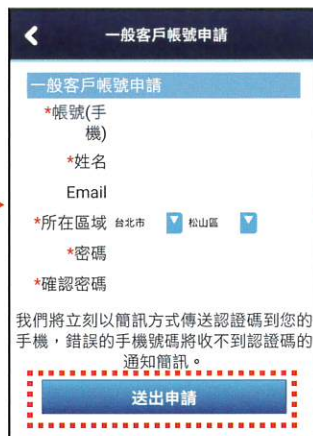 一般客戶帳號申請
一般客戶帳號申請
*帳號(手
機)
*姓名
Email
*所在區域 台北市 松山區
*密碼
*確認密碼
我們將立刻以簡訊方式傳送認證碼到您的
手機，錯誤的手機號碼將收不到認證碼的
通知簡訊。
送出申請